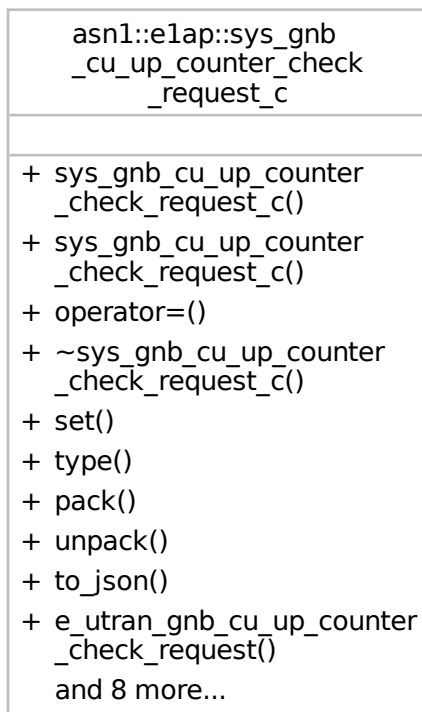 asn1::e1ap::sys_gnb
_cu_up_counter_check
_request_c
+ sys_gnb_cu_up_counter
_check_request_c()
+ sys_gnb_cu_up_counter
_check_request_c()
+ operator=()
+ ~sys_gnb_cu_up_counter
_check_request_c()
+ set()
+ type()
+ pack()
+ unpack()
+ to_json()
+ e_utran_gnb_cu_up_counter
_check_request()
and 8 more...